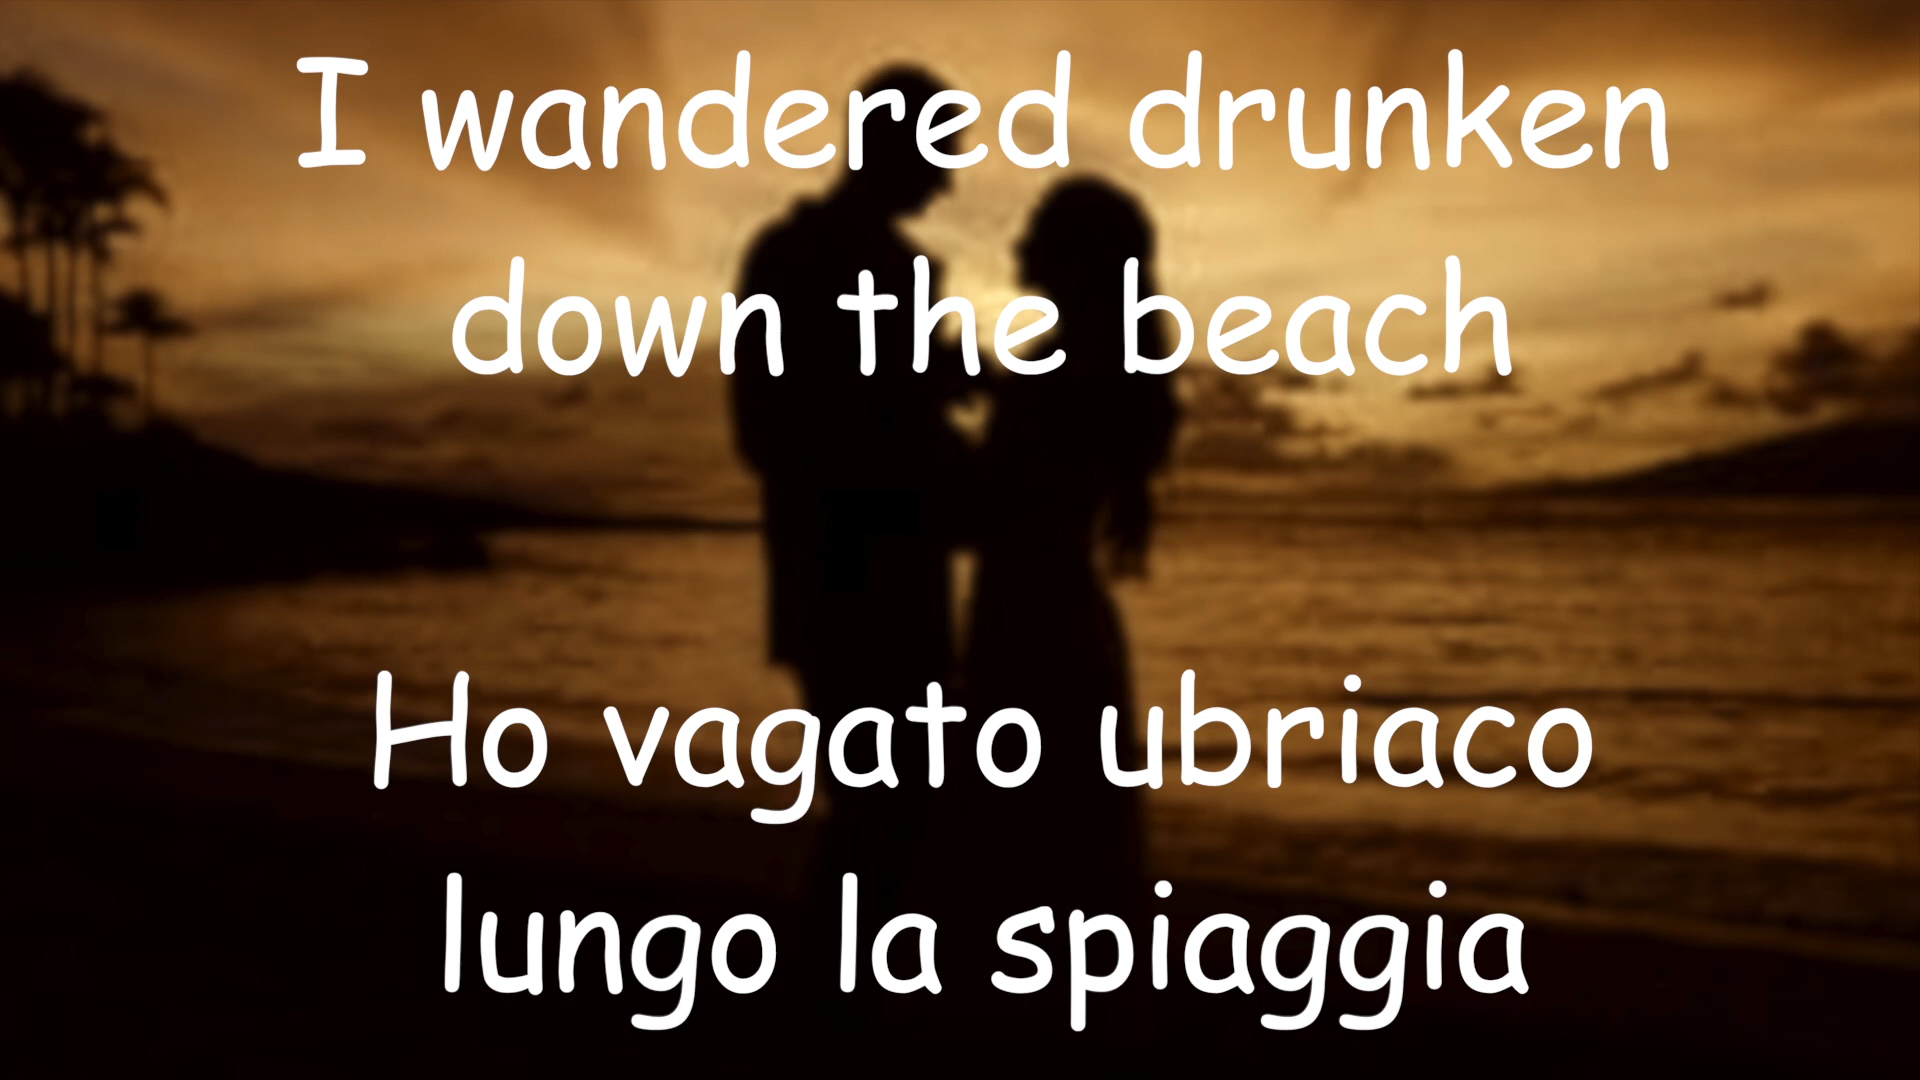 I wandered drunken
down the beach
Ho vagato ubriaco
lungo la spiaggia